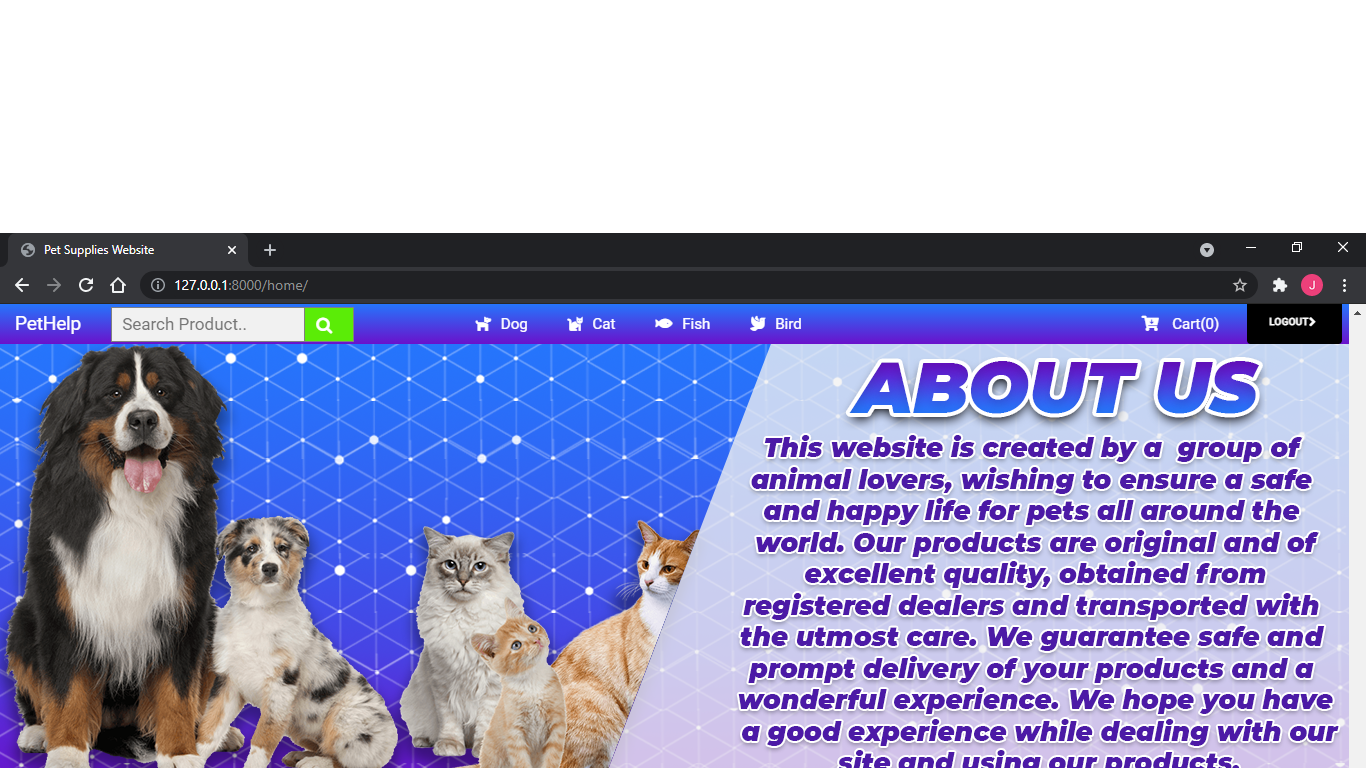 Pet Supplies Website
127.0.0.1:8000/home/
J
PetHelp
Search Product..
Dog
Cat
Fish
Bird
Cart(0)
LOGOUT
ABOUT US
This website is created by a group of
animal lovers, wishing to ensure a safe
and happy life for pets all around the
world. Our products are original and of
excellent quality, obtained from
registered dealers and transported with
the utmost care. We guarantee safe and
prompt delivery of your products and a
wonderful experience. We hope you have
a good experience while dealing with our
site and using our products.